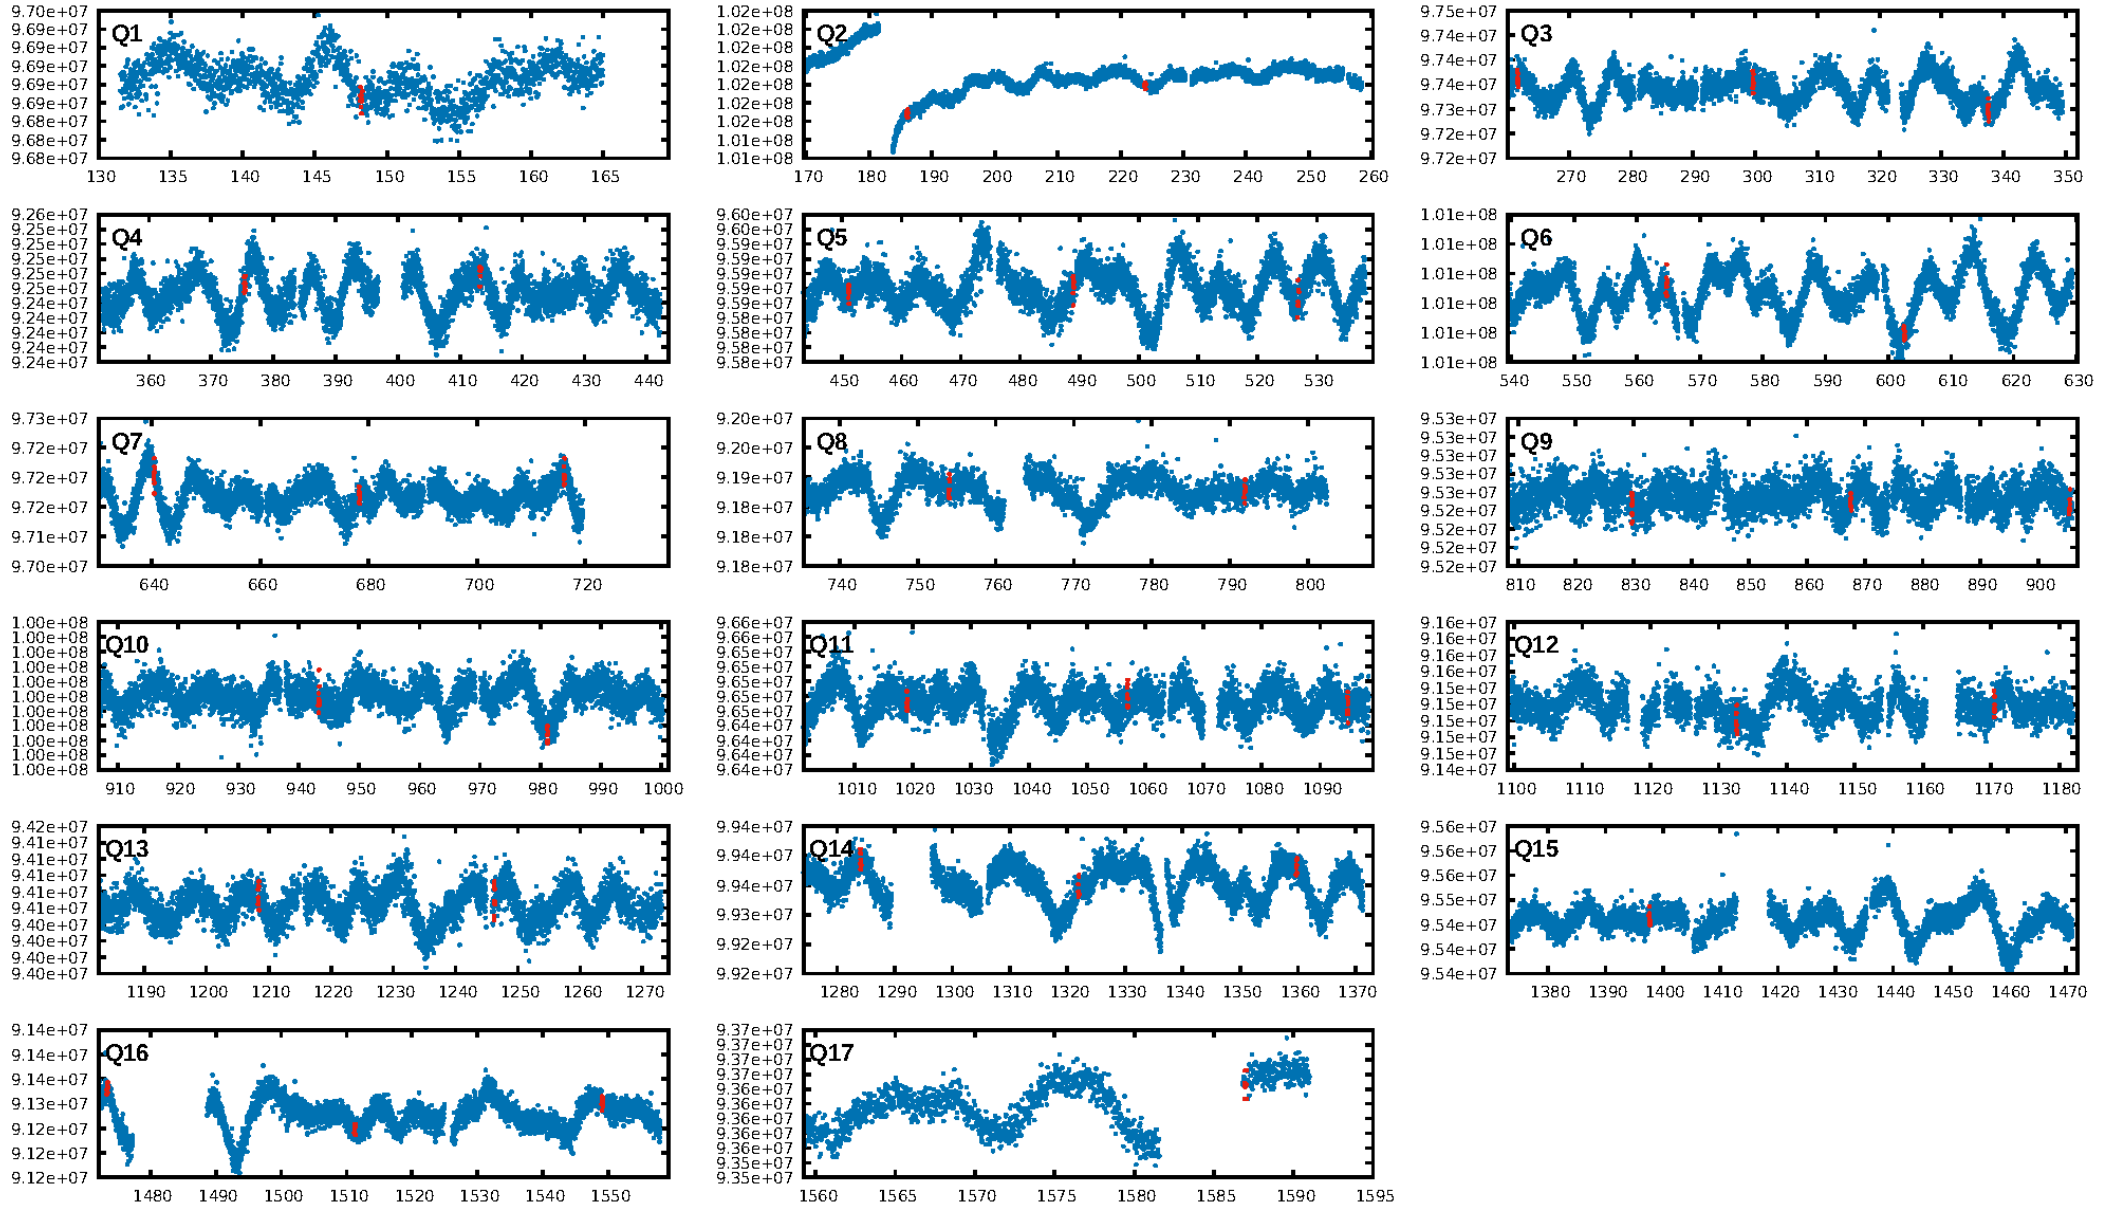 Q1
9.70e+07
9.69e+07
9.69e+07
9.69e+07
9.69e+07
9.69e+07
9.68e+07
9.68e+07
9.68e+07
130 135 140 145 150 155 160 165
Q2
1.02e+08
1.02e+08
1.02e+08
1.02e+08
1.02e+08
1.02e+08
1.02e+08
1.01e+08
1.01e+08
170 180 190 200 210 220 230 240 250 260
Q3
9.75e+07
9.74e+07
9.74e+07
9.74e+07
9.73e+07
9.72e+07
9.72e+07
270 280 290 300 310 320 330 340 350
Q4
9.26e+07
9.25e+07
9.25e+07
9.25e+07
9.25e+07
9.25e+07
9.24e+07
9.24e+07
9.24e+07
9.24e+07
9.24e+07
360 370 380 390 400 410 420 430 440
Q5
9.60e+07
9.59e+07
9.59e+07
9.59e+07
9.59e+07
9.59e+07
9.58e+07
9.58e+07
9.58e+07
450 460 470 480 490 500 510 520 530
Q6
1.01e+08
1.01e+08
1.01e+08
1.01e+08
1.01e+08
1.01e+08
540 550 560 570 580 590 600 610 620 630
Q7
9.73e+07
9.72e+07
9.72e+07
9.72e+07
9.71e+07
9.70e+07
640 660 680 700 720
Q8
9.20e+07
9.20e+07
9.19e+07
9.18e+07
9.18e+07
9.18e+07
740 750 760 770 780 790 800
Q9
9.53e+07
9.53e+07
9.53e+07
9.53e+07
9.53e+07
9.52e+07
9.52e+07
9.52e+07
9.52e+07
810 820 830 840 850 860 870 880 890 900
Q10
1.00e+08
1.00e+08
1.00e+08
1.00e+08
1.00e+08
1.00e+08
1.00e+08
1.00e+08
1.00e+08
1.00e+08
1.00e+08
910 920 930 940 950 960 970 980 990 1000
Q11
9.66e+07
9.66e+07
9.65e+07
9.65e+07
9.65e+07
9.65e+07
9.65e+07
9.64e+07
9.64e+07
9.64e+07
9.64e+07
1010 1020 1030 1040 1050 1060 1070 1080 1090
Q12
9.16e+07
9.16e+07
9.16e+07
9.16e+07
9.15e+07
9.15e+07
9.15e+07
9.15e+07
9.14e+07
1100 1110 1120 1130 1140 1150 1160 1170 1180
Q13
9.42e+07
9.41e+07
9.41e+07
9.41e+07
9.41e+07
9.41e+07
9.40e+07
9.40e+07
9.40e+07
9.40e+07
1190 1200 1210 1220 1230 1240 1250 1260 1270
Q14
9.94e+07
9.94e+07
9.94e+07
9.93e+07
9.92e+07
9.92e+07
1280 1290 1300 1310 1320 1330 1340 1350 1360 1370
Q15
9.56e+07
9.56e+07
9.56e+07
9.55e+07
9.54e+07
9.54e+07
9.54e+07
1380 1390 1400 1410 1420 1430 1440 1450 1460 1470
Q16
9.14e+07
9.14e+07
9.14e+07
9.13e+07
9.12e+07
9.12e+07
9.12e+07
1480 1490 1500 1510 1520 1530 1540 1550
Q17
9.37e+07
9.37e+07
9.37e+07
9.37e+07
9.36e+07
9.36e+07
9.36e+07
9.36e+07
9.36e+07
9.35e+07
9.35e+07
1560 1565 1570 1575 1580 1585 1590 1595